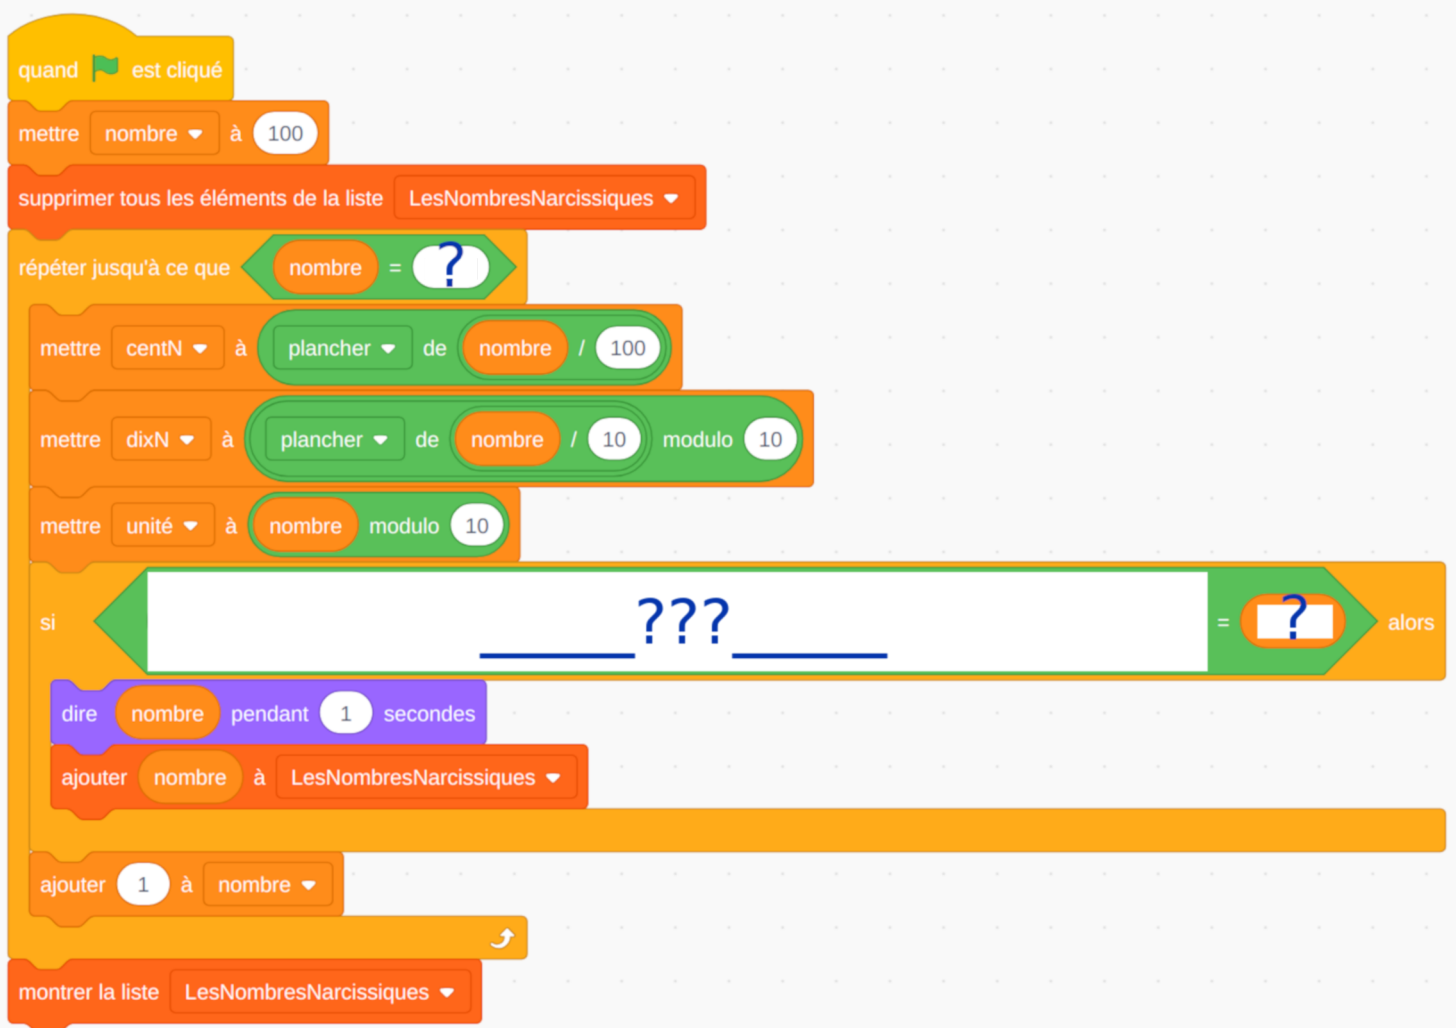 quand est cliqué
mettre nombre à 100
supprimer tous les éléments de la liste LesNombresNarcissiques
répéter jusqu'à ce que nombre = ?
mettre centN à plancher de nombre / 100
mettre dixN à plancher de nombre / 10 modulo 10
mettre unité à nombre modulo 10
si ______???______ = ? alors
dire nombre pendant 1 secondes
ajouter nombre à LesNombresNarcissiques
ajouter 1 à nombre
montrer la liste LesNombresNarcissiques